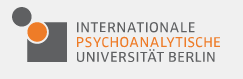 INTERNATIONALE
PSYCHOANALYTISCHE
UNIVERSITÄT BERLIN